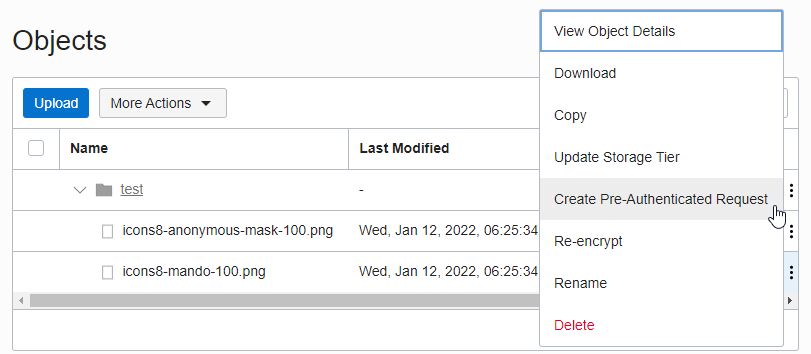 Objects
Upload
More Actions
Name
Last Modified
test
-
icons8-anonymous-mask-100.png
Wed, Jan 12, 2022, 06:25:34
icons8-mando-100.png
Wed, Jan 12, 2022, 06:25:34
View Object Details
Download
Copy
Update Storage Tier
Create Pre-Authenticated Request
Re-encrypt
Rename
Delete